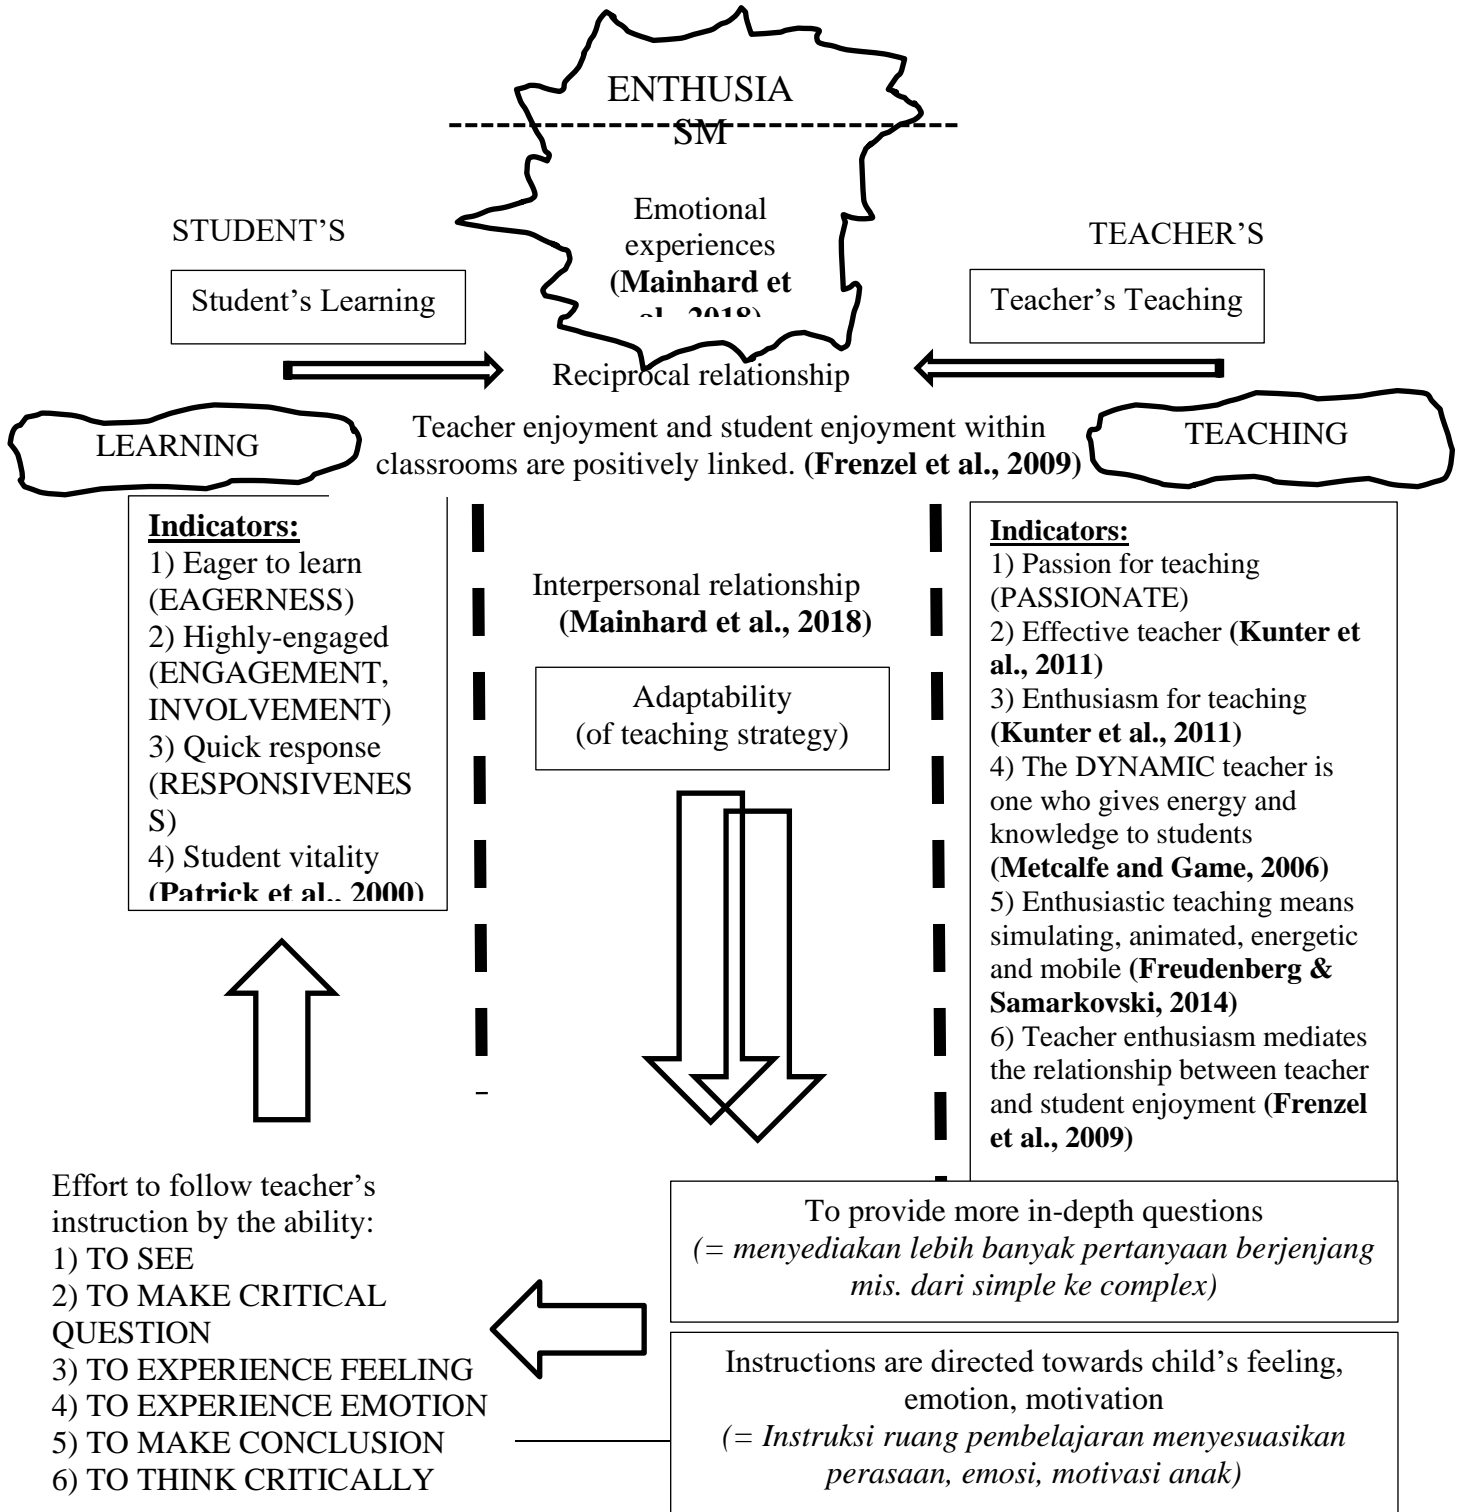 ENTHUSIA
SM
Emotional
experiences
(Mainhard et
al., 2018)
STUDENT’S
TEACHER’S
Student’s Learning
Teacher’s Teaching
Reciprocal relationship
LEARNING
Teacher enjoyment and student enjoyment within
classrooms are positively linked. (Frenzel et al., 2009)
TEACHING
Indicators:
1) Eager to learn
(EAGERNESS)
2) Highly-engaged
(ENGAGEMENT,
INVOLVEMENT)
3) Quick response
(RESPONSIVENES
S)
4) Student vitality
(Patrick et al., 2000)
Interpersonal relationship
(Mainhard et al., 2018)
Adaptability
(of teaching strategy)
Indicators:
1) Passion for teaching
(PASSIONATE)
2) Effective teacher (Kunter et
al., 2011)
3) Enthusiasm for teaching
(Kunter et al., 2011)
4) The DYNAMIC teacher is
one who gives energy and
knowledge to students
(Metcalfe and Game, 2006)
5) Enthusiastic teaching means
simulating, animated, energetic
and mobile (Freudenberg &
Samarkovski, 2014)
6) Teacher enthusiasm mediates
the relationship between teacher
and student enjoyment (Frenzel
et al., 2009)
Effort to follow teacher’s
instruction by the ability:
1) TO SEE
2) TO MAKE CRITICAL
QUESTION
3) TO EXPERIENCE FEELING
4) TO EXPERIENCE EMOTION
5) TO MAKE CONCLUSION
6) TO THINK CRITICALLY
To provide more in-depth questions
(= menyediakan lebih banyak pertanyaan berjenjang
mis. dari simple ke complex)
Instructions are directed towards child’s feeling,
emotion, motivation
(= Instruksi ruang pembelajaran menyesuasikan
perasaan, emosi, motivasi anak)